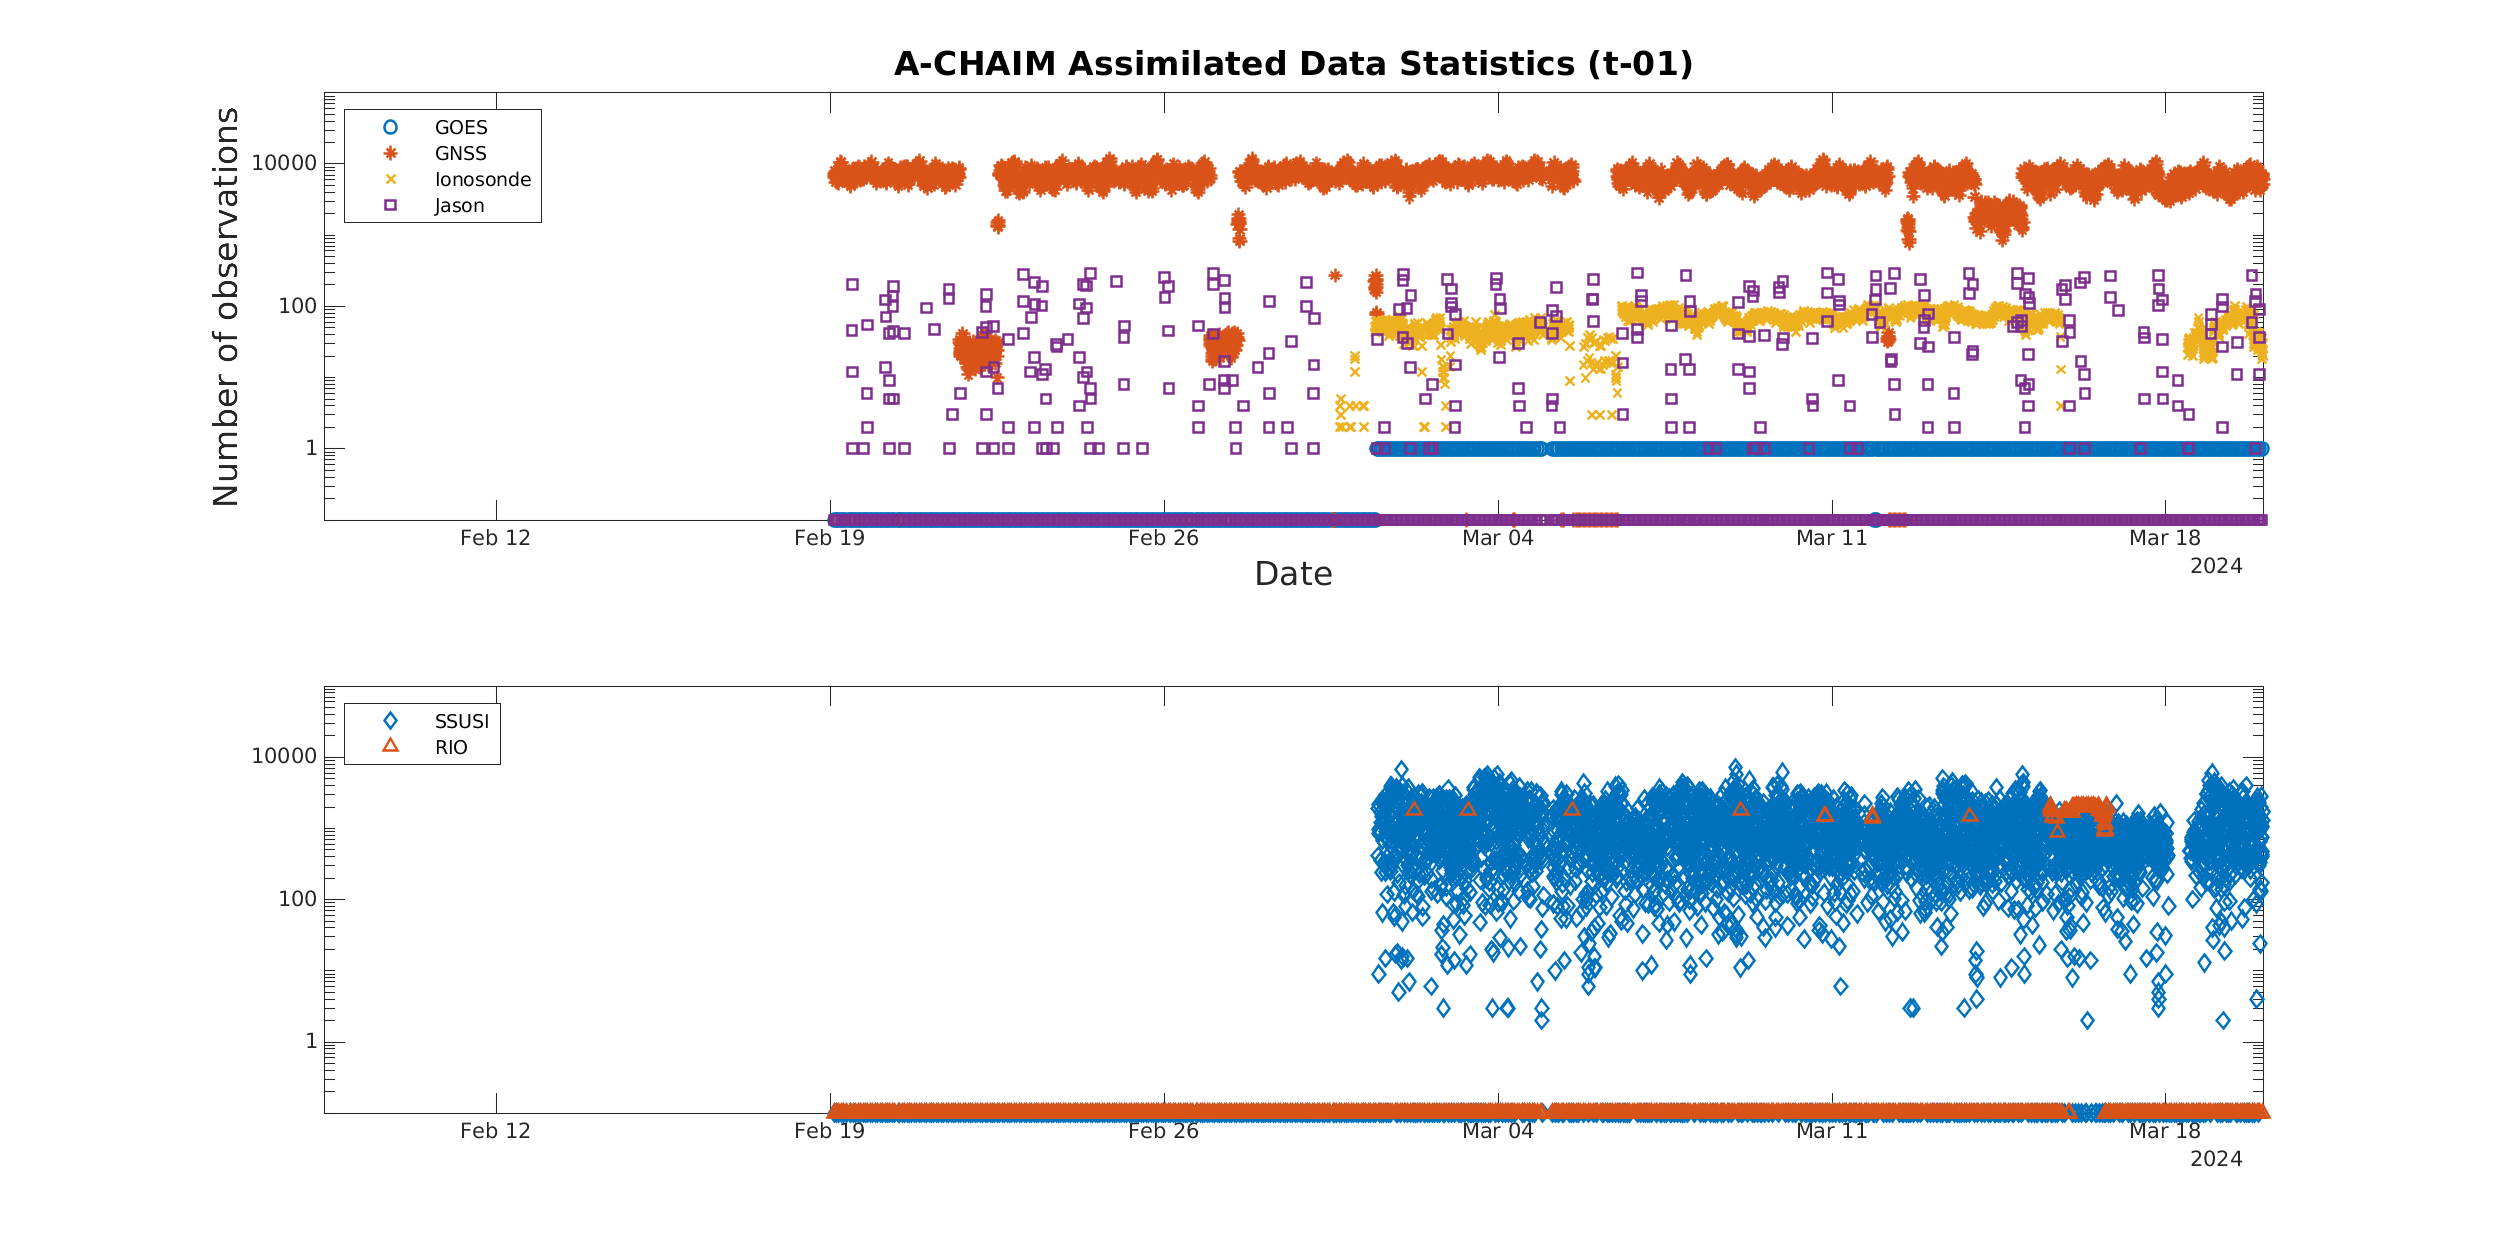 A-CHAIM Assimilated Data Statistics (t-01)
Number of observations
10000
100
1
GOES
GNSS
Ionosonde
Jason
Feb 12
Feb 19
Feb 26
Mar 04
Mar 11
Mar 18
2024
Date
10000
100
1
SSUSI
RIO
Feb 12
Feb 19
Feb 26
Mar 04
Mar 11
Mar 18
2024